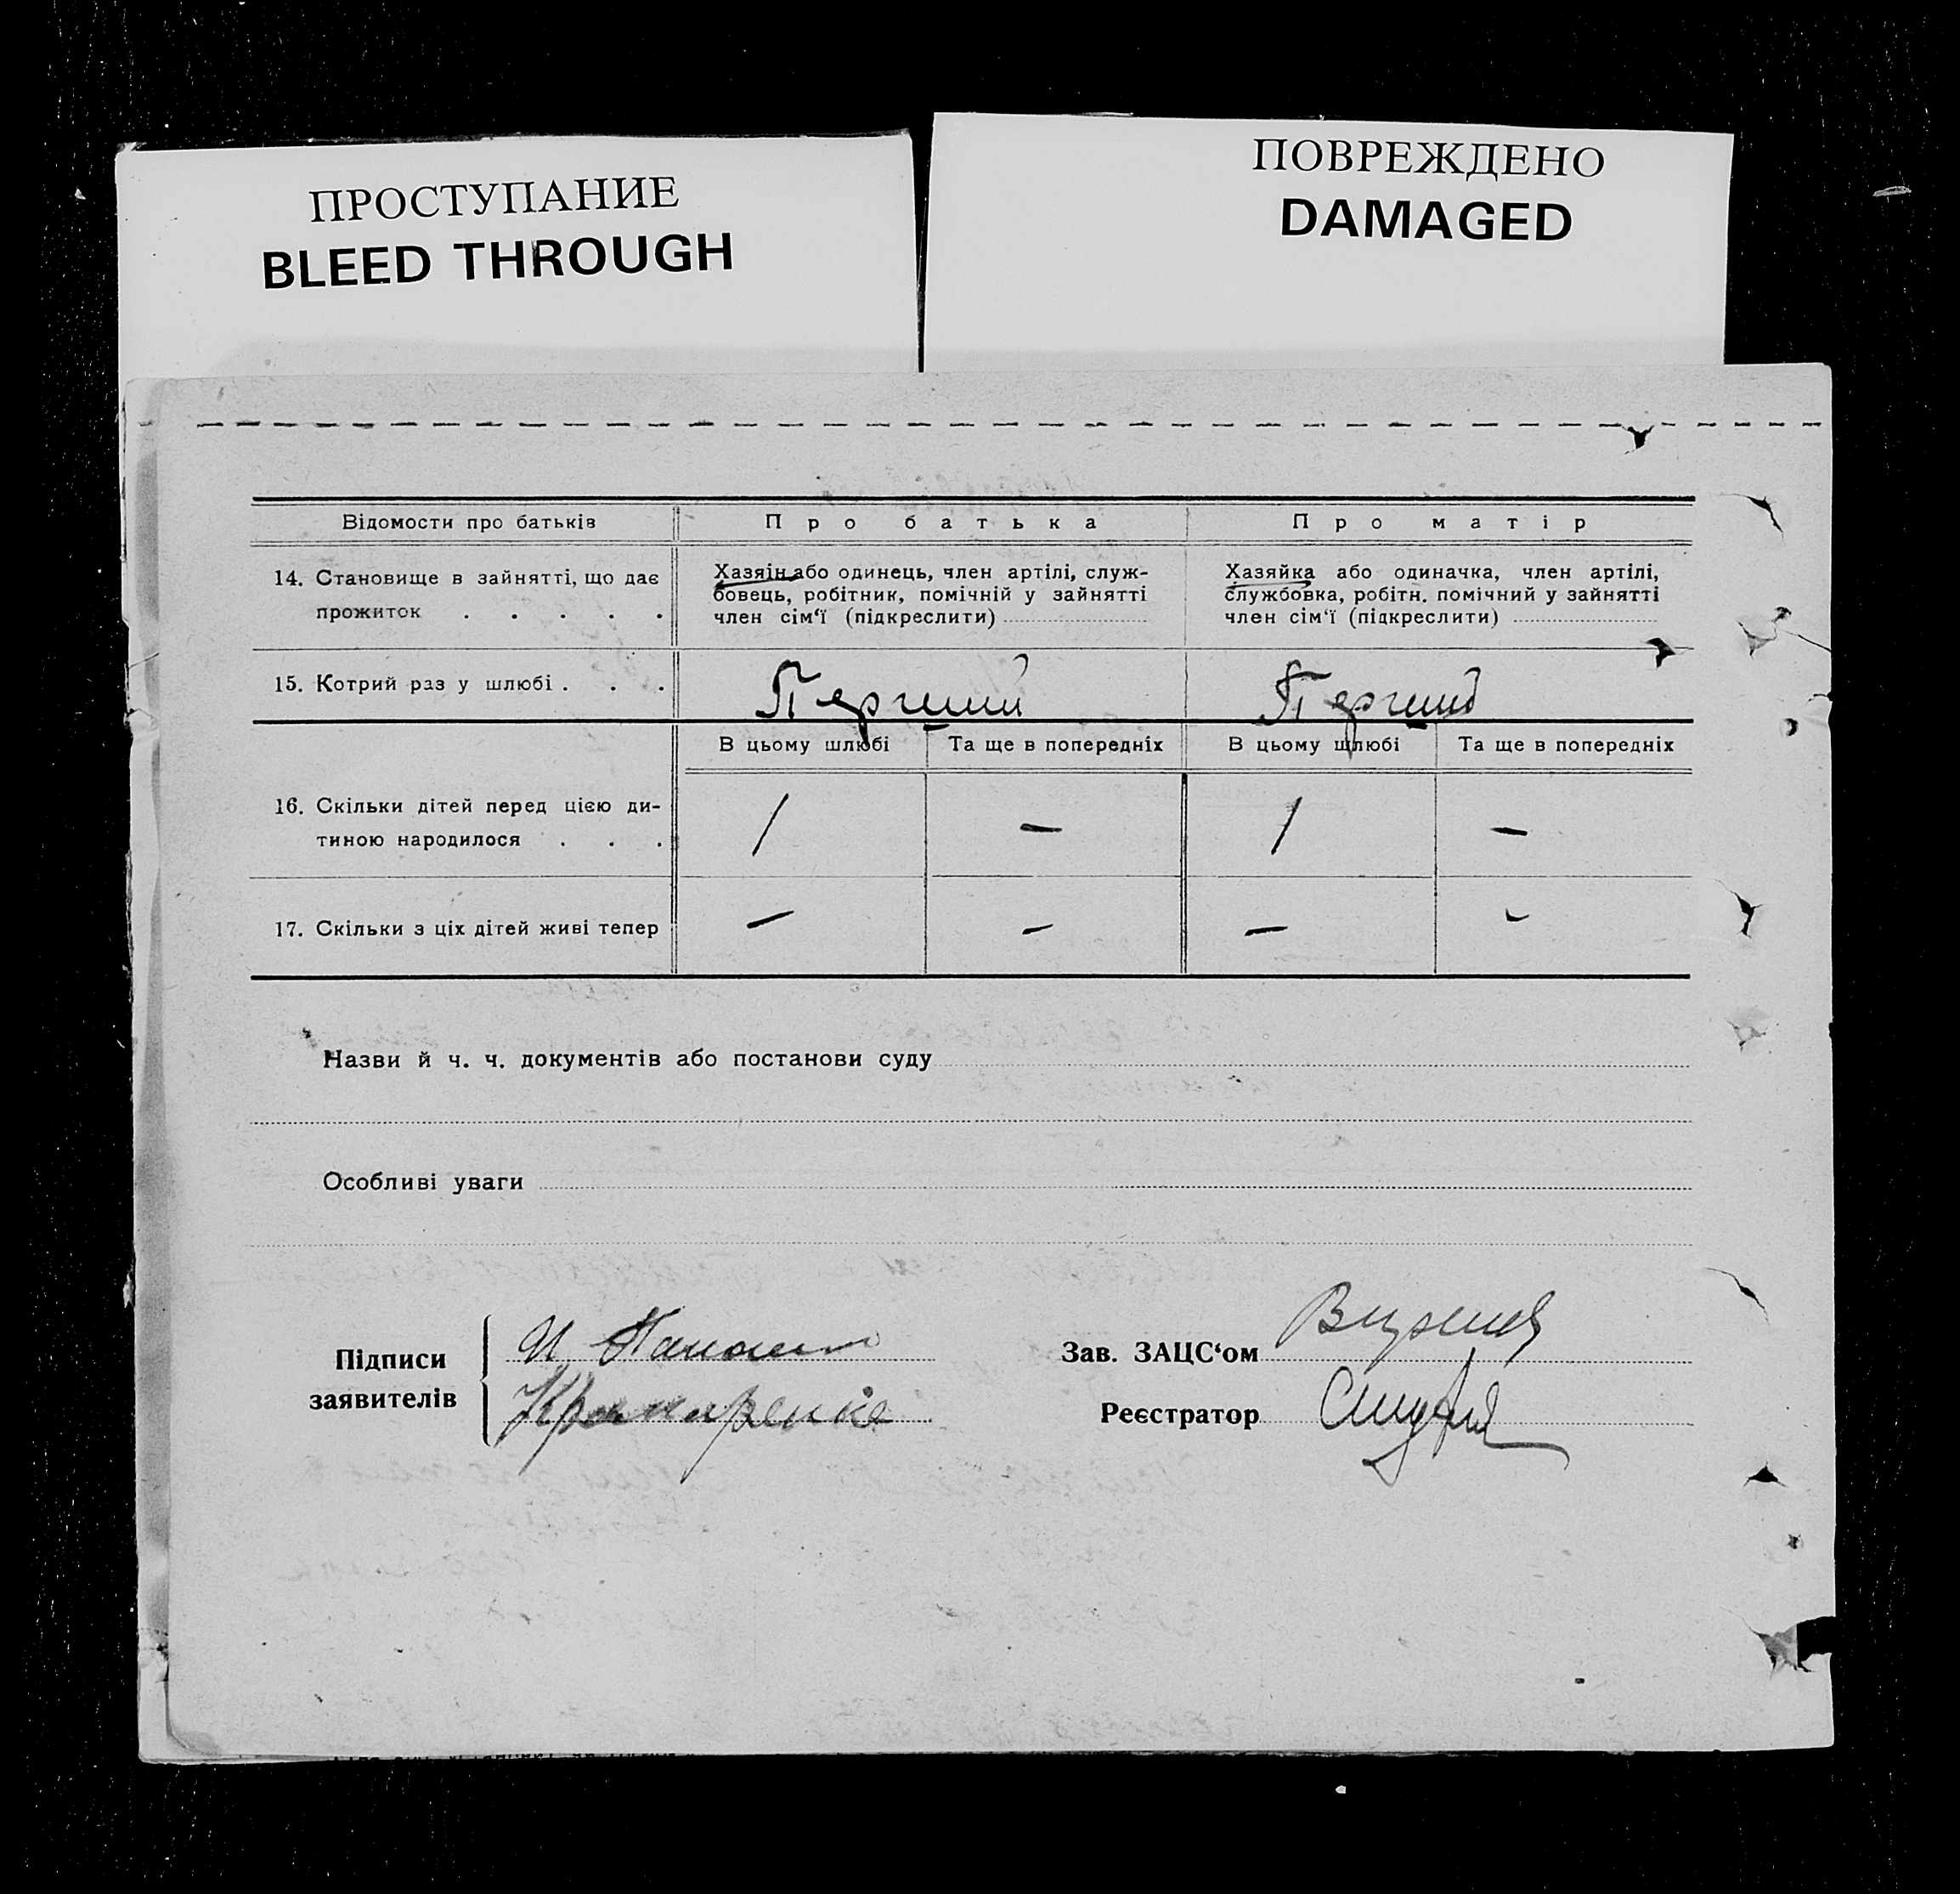 ПРОСТУПАНИЕ
BLEED THROUGH
ПОВРЕЖДЕНО
DAMAGED
Відомости про батьків Про батька Про матір
14. Становище в зайнятті, що дає прожиток . . . . .
Хазяін або одинець, член артілі, служ-
бовець, робітник, помічній у зайнятті
член сім‘ї (підкреслити)
Хазяйка або одиначка, член артілі,
службовка, робітн. помічний у зайнятті
член сім‘ї (підкреслити)
15. Котрий раз у шлюбі . . . Перший Перший
В цьому шлюбі Та ще в попередніх В цьому шлюбі Та ще в попередніх
16. Скільки дітей перед цією ди-
тиною народилося . . . / — / —
17. Скільки з ціх дітей живі тепер — — — —
Назви й ч. ч. документів або постанови суду
Особливі уваги
Підписи
заявителів
Зав. ЗАЦС‘ом
Реєстратор